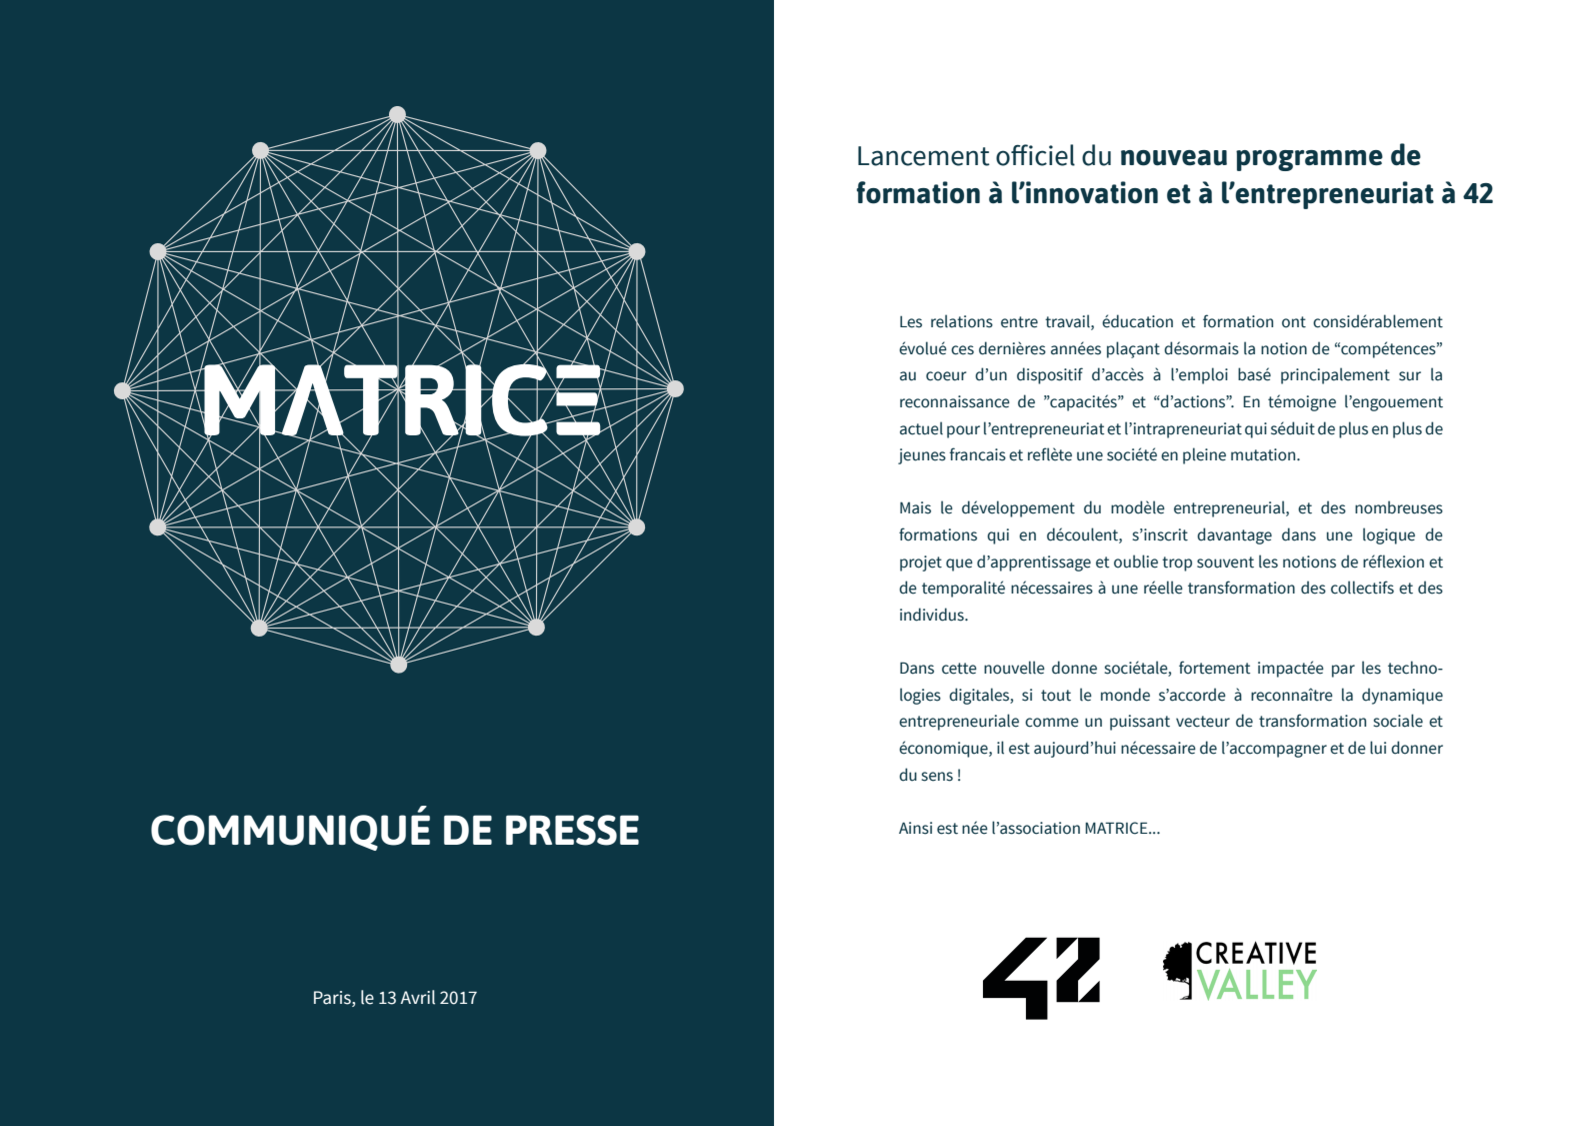 MATRICE
COMMUNIQUÉ DE PRESSE
Paris, le 13 Avril 2017
Lancement officiel du nouveau programme de
formation à l’innovation et à l’entrepreneuriat à 42
Les relations entre travail, éducation et formation ont considérablement
évolué ces dernières années plaçant désormais la notion de “compétences”
au coeur d’un dispositif d’accès à l’emploi basé principalement sur la
reconnaissance de ”capacités” et “d’actions”. En témoigne l’engouement
actuel pour l’entrepreneuriat et l’intrapreneuriat qui séduit de plus en plus de
jeunes francais et reflète une société en pleine mutation.
Mais le développement du modèle entrepreneurial, et des nombreuses
formations qui en découlent, s’inscrit davantage dans une logique de
projet que d’apprentissage et oublie trop souvent les notions de réflexion et
de temporalité nécessaires à une réelle transformation des collectifs et des
individus.
Dans cette nouvelle donne sociétale, fortement impactée par les techno-
logies digitales, si tout le monde s’accorde à reconnaître la dynamique
entrepreneuriale comme un puissant vecteur de transformation sociale et
économique, il est aujourd’hui nécessaire de l’accompagner et de lui donner
du sens !
Ainsi est née l’association MATRICE...
42
CREATIVE
VALLEY